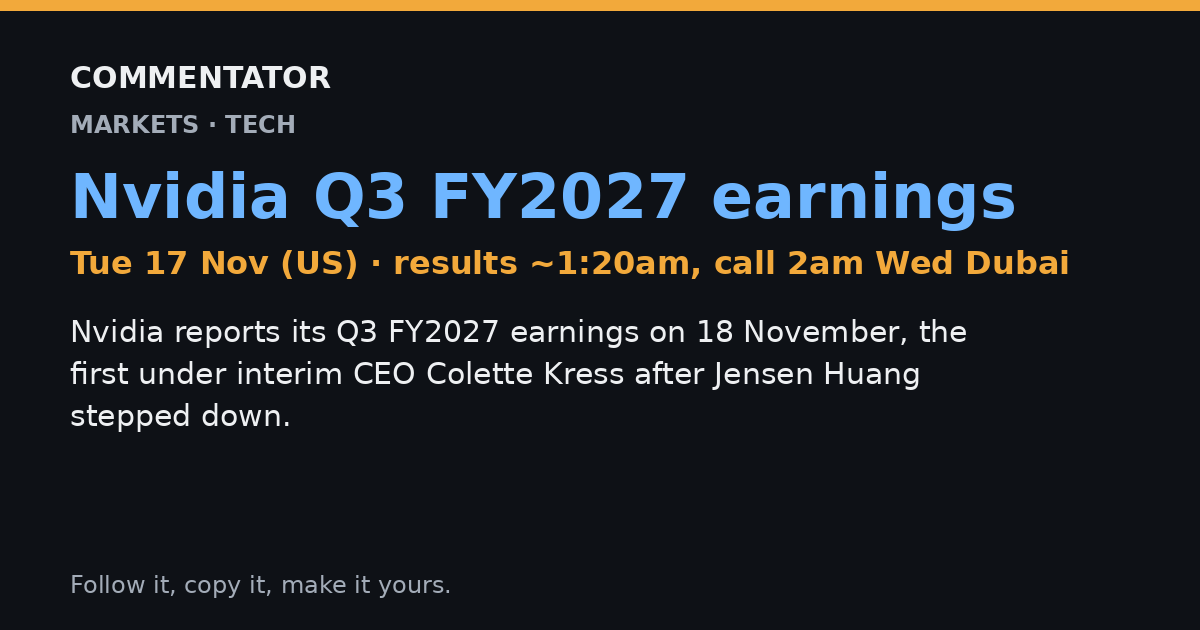 COMMENTATOR
MARKETS · TECH
Nvidia Q3 FY2027 earnings
Tue 17 Nov (US) · results ~1:20am, call 2am Wed Dubai
Nvidia reports its Q3 FY2027 earnings on 18 November, the
first under interim CEO Colette Kress after Jensen Huang
stepped down.
Follow it, copy it, make it yours.